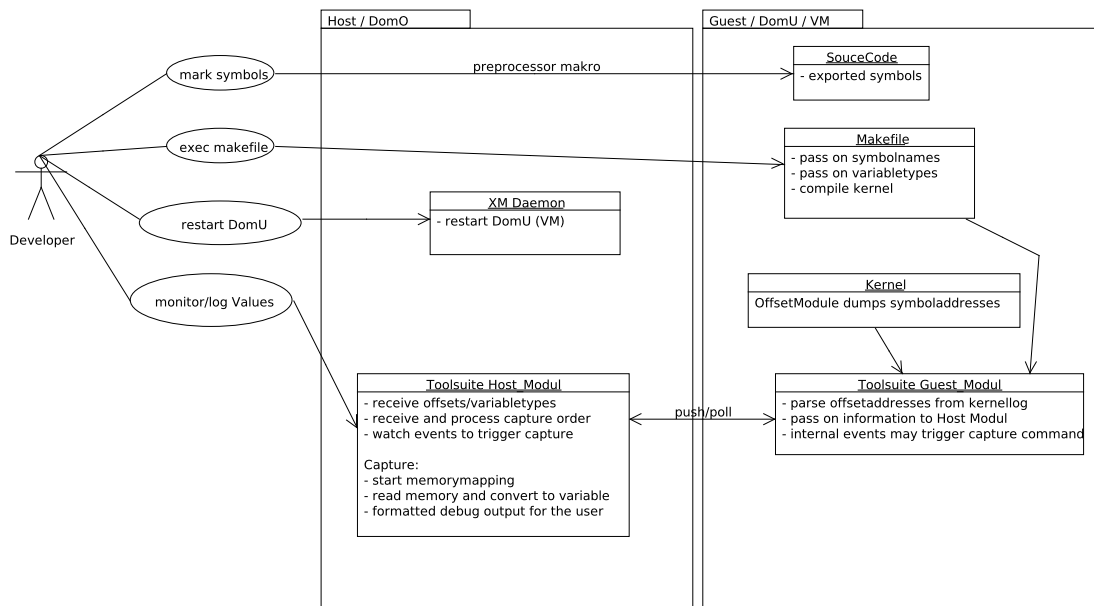 Host / DomO
Guest / DomU / VM
mark symbols
preprocessor makro
SouceCode
- exported symbols
exec makefile
Makefile
- pass on symbolnames
- pass on variabletypes
- compile kernel
Developer
restart DomU
XM Daemon
- restart DomU (VM)
monitor/log Values
Kernel
OffsetModule dumps symboladdresses
Toolsuite Host_Modul
- receive offsets/variabletypes
- receive and process capture order
- watch events to trigger capture
Capture:
- start memorymapping
- read memory and convert to variable
- formatted debug output for the user
push/poll
Toolsuite Guest_Modul
- parse offsetaddresses from kernellog
- pass on information to Host Modul
- internal events may trigger capture command